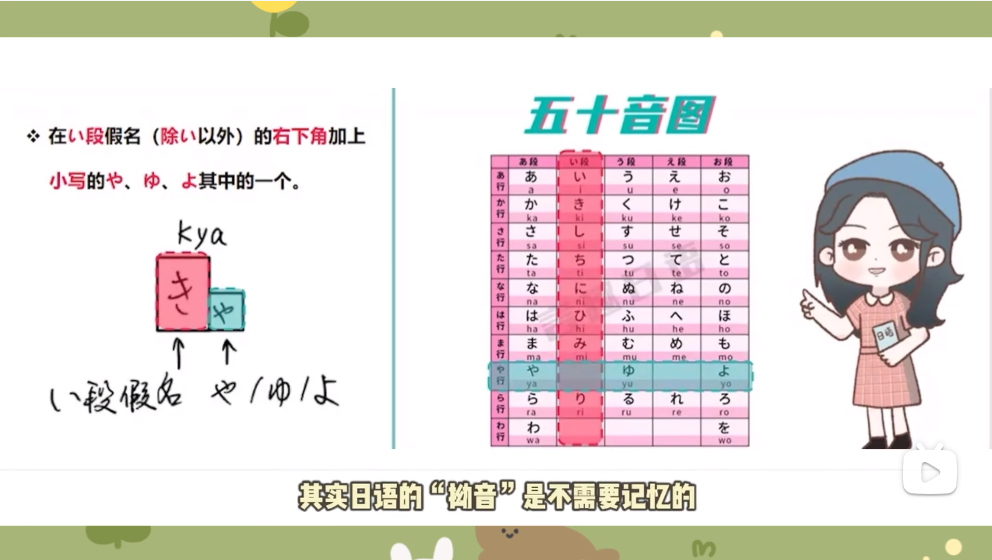 ❖ 在い段假名（除い以外）的右下角加上
小写的や、ゆ、よ其中的一个。
kya
き ゃ
い段假名 や/ゆ/よ
五十音图
あ段 い段 う段 え段 お段
あ行 あ い う え お
a i u e o
か行 か き く け こ
ka ki ku ke ko
さ行 さ し す せ そ
sa si su se so
た行 た ち つ て と
ta ti tu te to
な行 な に ぬ ね の
na ni nu ne no
は行 は ひ ふ へ ほ
ha hi hu he ho
ま行 ま み む め も
ma mi mu me mo
や行 や ゆ よ
ya yu yo
ら行 ら り る れ ろ
ra ri ru re ro
わ行 わ を
wa wo
日语
其实日语的“拗音”是不需要记忆的